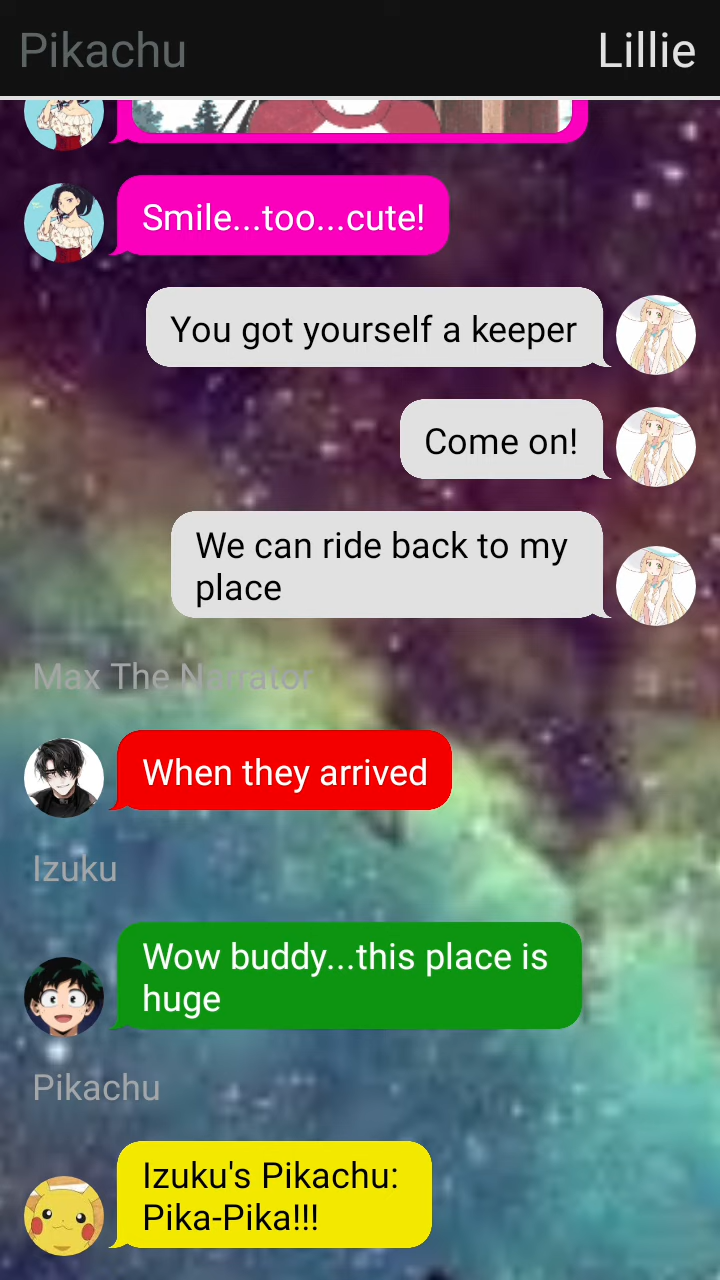 Pikachu
Lillie
Smile...too...cute!
You got yourself a keeper
Come on!
We can ride back to my
place
Max The Narrator
When they arrived
Izuku
Wow buddy...this place is
huge
Pikachu
Izuku's Pikachu:
Pika-Pika!!!